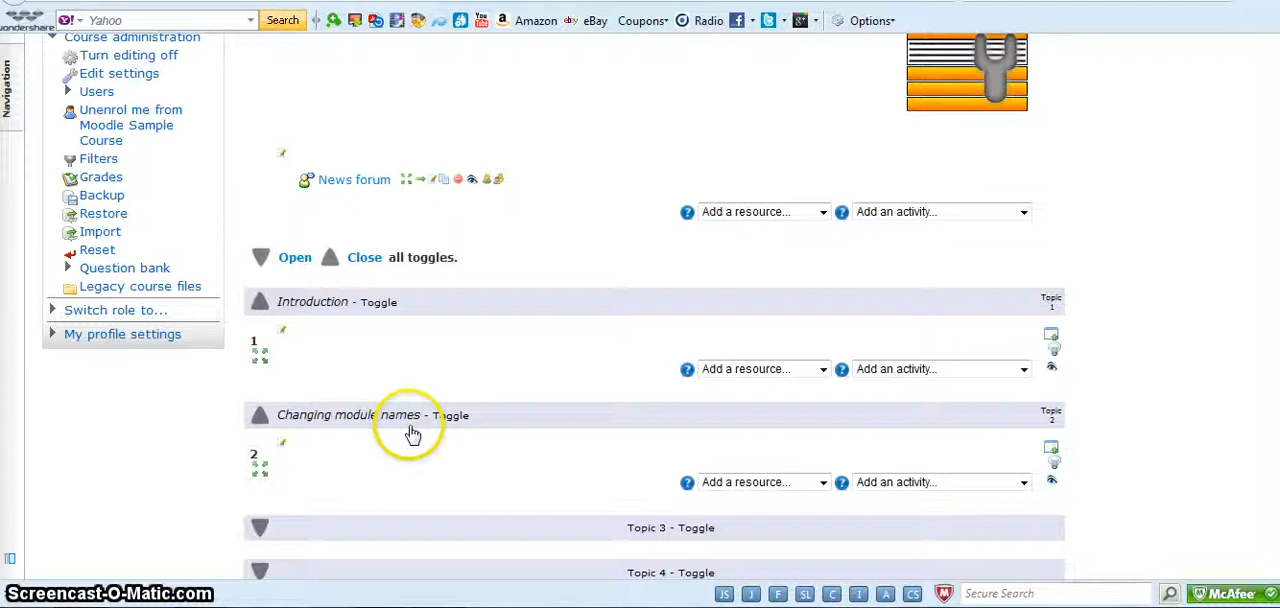 Yahoo Search Amazon eBay Coupons Radio Options
Navigation
Course administration
Turn editing off
Edit settings
Users
Unenrol me from
Moodle Sample
Course
Filters
Grades
Backup
Restore
Import
Reset
Question bank
Legacy course files
Switch role to...
My profile settings
News forum
Add a resource... Add an activity...
Open Close all toggles.
Introduction - Toggle Topic
1
1
Add a resource... Add an activity...
Changing module names - Toggle Topic
2
2
Add a resource... Add an activity...
Topic 3 - Toggle
Topic 4 - Toggle
Screencast-O-Matic.com JS J F SL C I A CS Secure Search McAfee